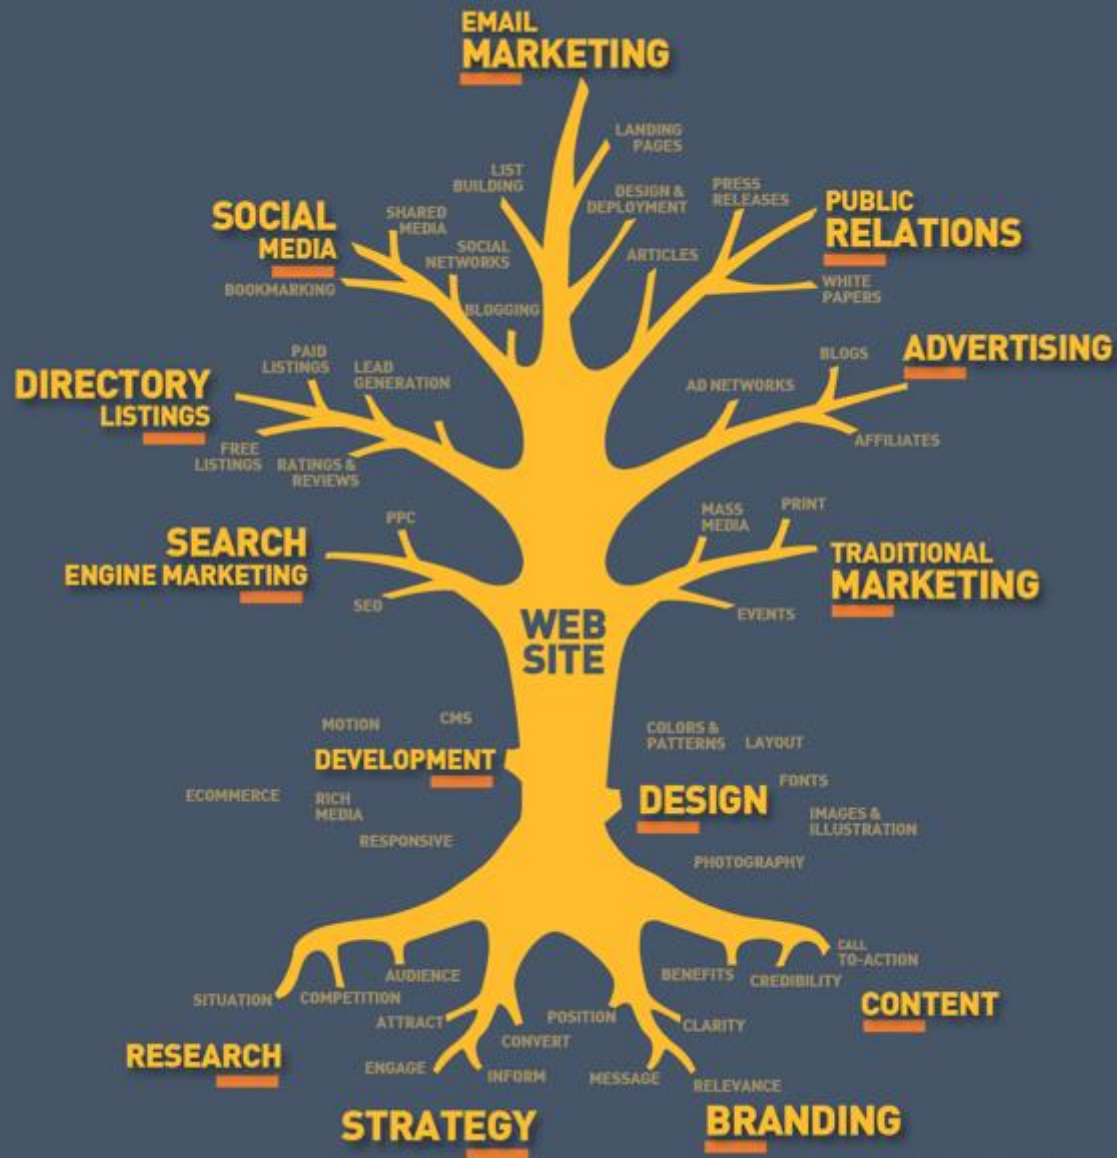 EMAIL
MARKETING
LANDING
PAGES
LIST
BUILDING
DESIGN &
DEPLOYMENT
PRESS
RELEASES
PUBLIC
RELATIONS
SOCIAL
MEDIA
SHARED
MEDIA
SOCIAL
NETWORKS
ARTICLES
WHITE
PAPERS
BOOKMARKING
BLOGGING
DIRECTORY
LISTINGS
PAID
LISTINGS
LEAD
GENERATION
BLOGS
ADVERTISING
AD NETWORKS
AFFILIATES
FREE
LISTINGS
RATINGS &
REVIEWS
SEARCH
ENGINE MARKETING
PPC
SEO
MASS
MEDIA
PRINT
TRADITIONAL
MARKETING
EVENTS
WEB
SITE
MOTION
CMS
DEVELOPMENT
ECOMMERCE
RICH
MEDIA
RESPONSIVE
COLORS &
PATTERNS
LAYOUT
FONTS
DESIGN
IMAGES &
ILLUSTRATION
PHOTOGRAPHY
SITUATION
COMPETITION
AUDIENCE
RESEARCH
ATTRACT
CONVERT
ENGAGE
INFORM
STRATEGY
POSITION
CLARITY
MESSAGE
RELEVANCE
BRANDING
BENEFITS
CREDIBILITY
CALL
TO-ACTION
CONTENT